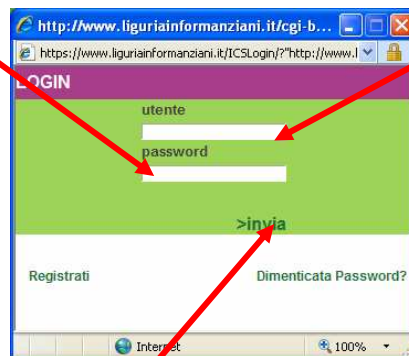 http://www.liguriainformanziani.it/cgi-b...
https://www.liguriainformanziani.it/ICSLogin/?"http://www.l
LOGIN
utente
password
>invia
Registrati Dimenticata Password?
Internet 100%